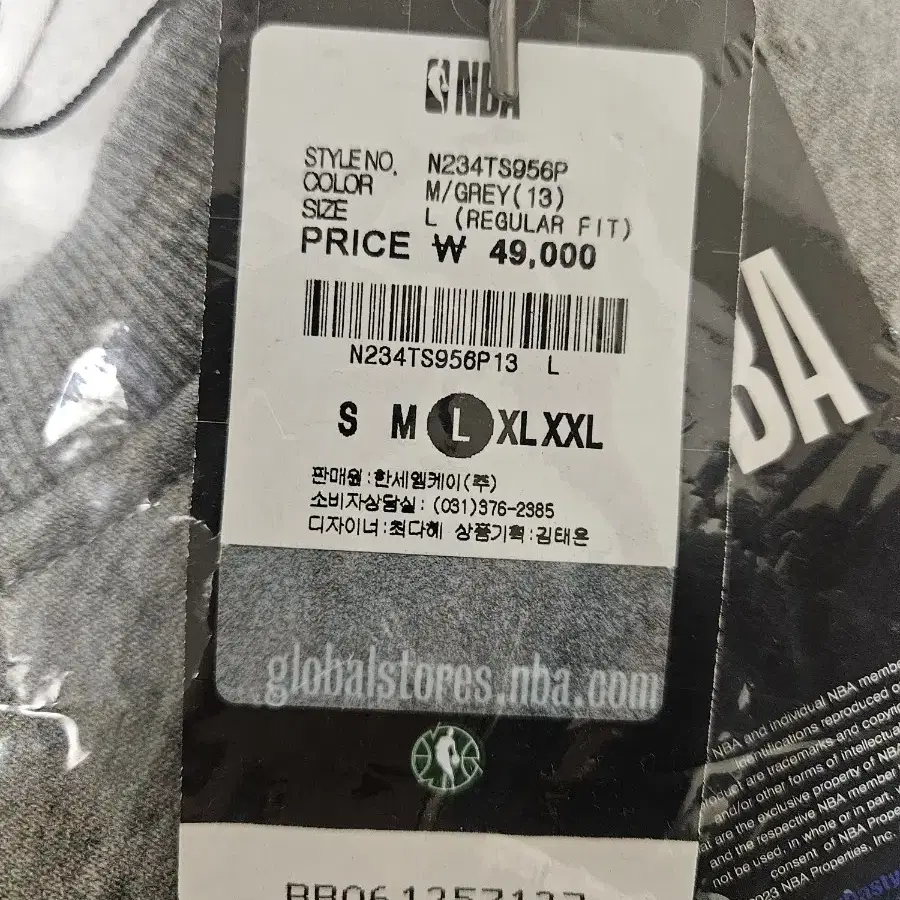 NBA
STYLE NO. N234TS956P
COLOR M/GREY(13)
SIZE L (REGULAR FIT)
PRICE ₩ 49,000
N234TS956P13 L
S M L XL XXL
판매원:한세엠케이(주)
소비자상담실: (031)376-2385
디자이너:최다혜 상품기획:김태은
globalstores.nba.com
BA
NBA and individual NBA membe
identifications reproduced o
are trademarks and copyri
and/or other forms of intellectua
are the exclusive property of NBA
and the respective NBA member
not be used, in whole or in part, w
consent of NBA Prope
2023 NBA Properties, Inc.